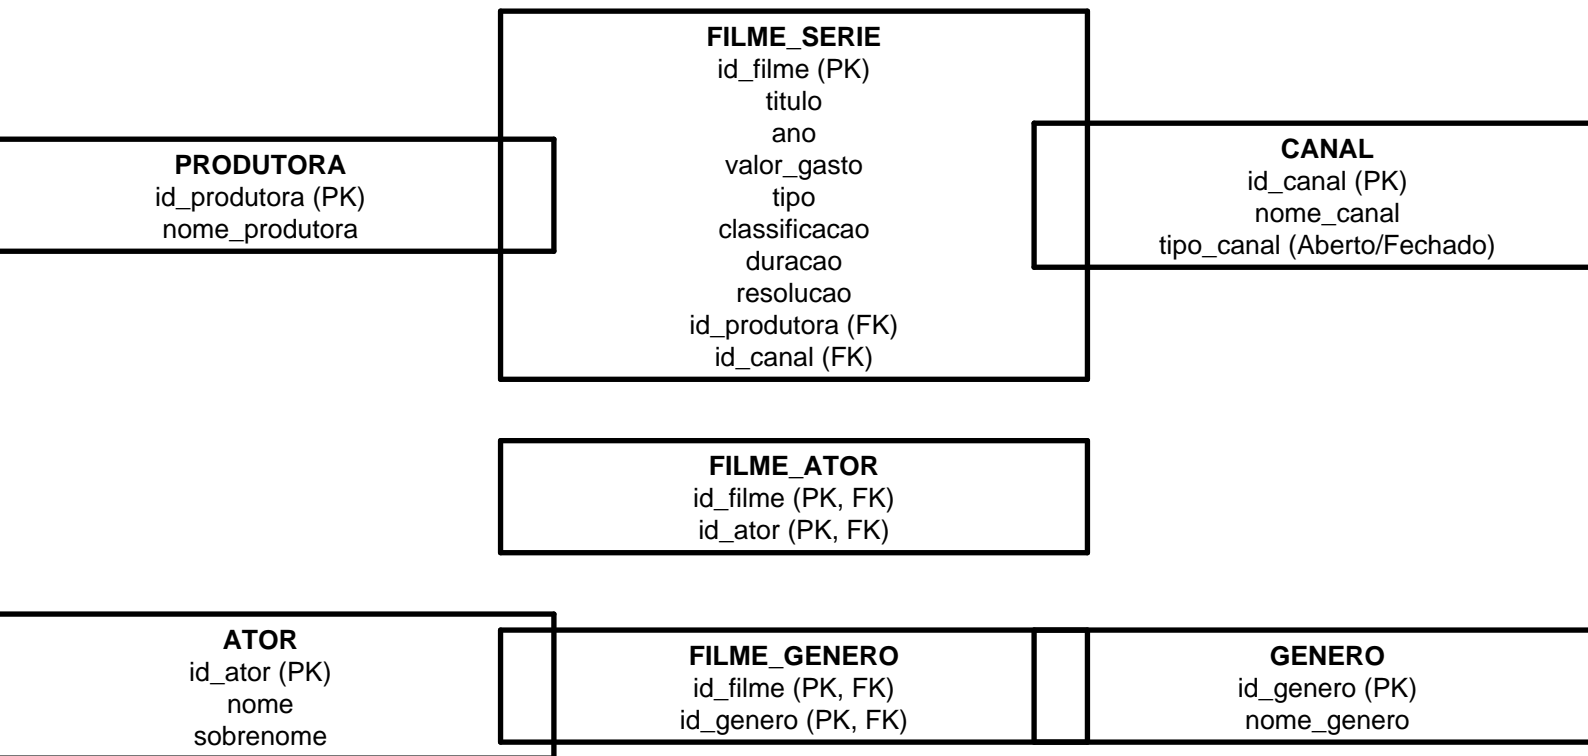 FILME_SERIE
id_filme (PK)
titulo
ano
valor_gasto
tipo
classificacao
duracao
resolucao
id_produtora (FK)
id_canal (FK)
PRODUTORA
id_produtora (PK)
nome_produtora
CANAL
id_canal (PK)
nome_canal
tipo_canal (Aberto/Fechado)
FILME_ATOR
id_filme (PK, FK)
id_ator (PK, FK)
ATOR
id_ator (PK)
nome
sobrenome
FILME_GENERO
id_filme (PK, FK)
id_genero (PK, FK)
GENERO
id_genero (PK)
nome_genero